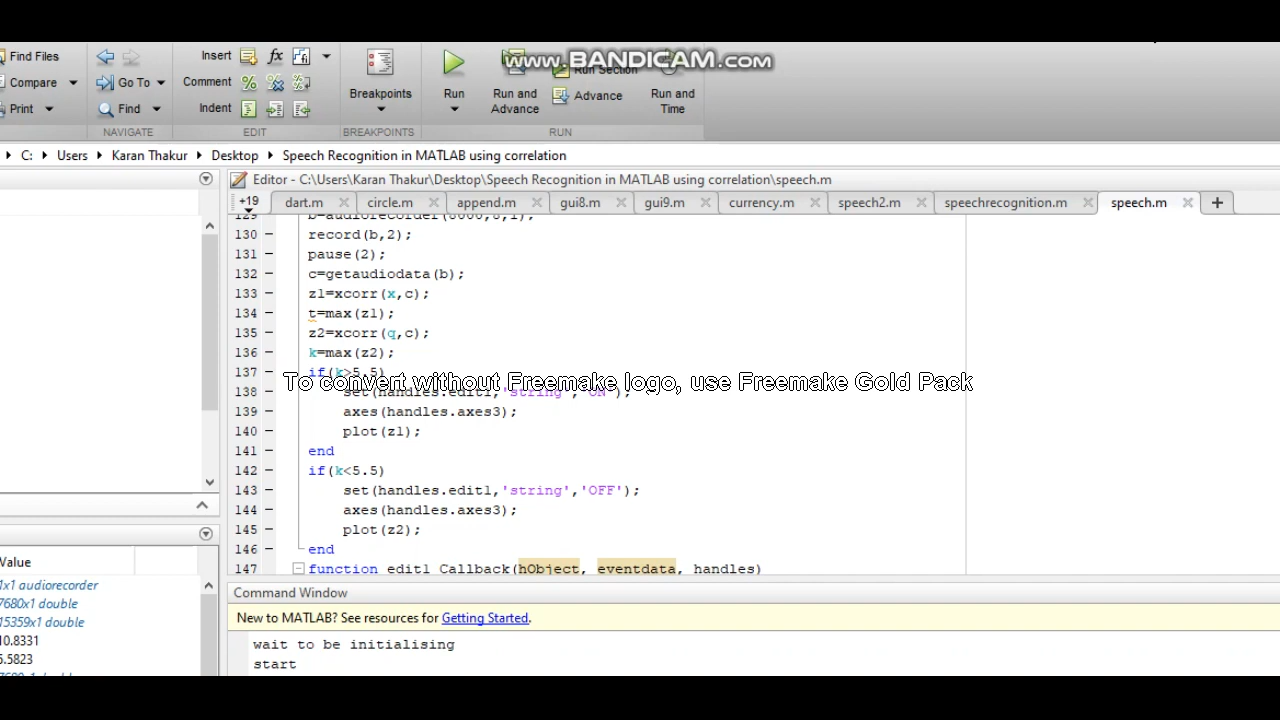 Find Files
Insert
www.BANDICAM.com
Compare
Go To
Comment
Breakpoints
Run
Run and Advance
Run Section
Advance
Run and Time
Print
Find
Indent
NAVIGATE
EDIT
BREAKPOINTS
RUN
C: Users Karan Thakur Desktop Speech Recognition in MATLAB using correlation
Editor - C:\Users\Karan Thakur\Desktop\Speech Recognition in MATLAB using correlation\speech.m
+19 dart.m circle.m append.m gui8.m gui9.m currency.m speech2.m speechrecognition.m speech.m
129 b=audiorecorder(8000,8,1);
130 record(b,2);
131 pause(2);
132 c=getaudiodata(b);
133 z1=xcorr(x,c);
134 t=max(z1);
135 z2=xcorr(q,c);
136 k=max(z2);
137 if(k>5.5)
To convert without Freemake logo, use Freemake Gold Pack
138 set(handles.edit1,'string','ON');
139 axes(handles.axes3);
140 plot(z1);
141 end
142 if(k<5.5)
143 set(handles.edit1,'string','OFF');
144 axes(handles.axes3);
145 plot(z2);
146 end
147 function edit1_Callback(hObject, eventdata, handles)
Value
1x1 audiorecorder
7680x1 double
15359x1 double
10.8331
5.5823
Command Window
New to MATLAB? See resources for Getting Started.
wait to be initialising
start